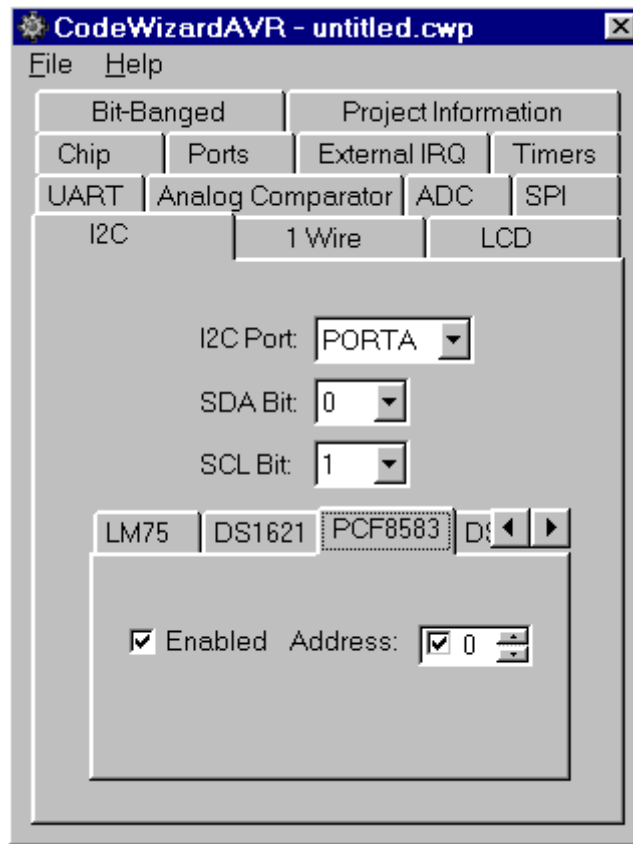 CodeWizardAVR - untitled.cwp
File Help
Bit-Banged Project Information
Chip Ports External IRQ Timers
UART Analog Comparator ADC SPI
I2C 1 Wire LCD
I2C Port: PORTA
SDA Bit: 0
SCL Bit: 1
LM75 DS1621 PCF8583
Enabled Address: 0